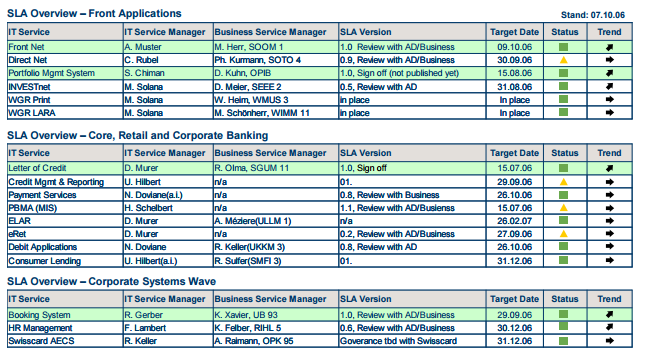 SLA Overview – Front Applications
Stand: 07.10.06
IT Service IT Service Manager Business Service Manager SLA Version Target Date Status Trend
Front Net A. Muster M. Herr, SOOM 1 1.0 Review with AD/Business 09.10.06
Direct Net C. Rubel Ph. Kurmann, SOTO 4 0.9, Review with AD/Business 30.09.06
Portfolio Mgmt System S. Chiman D. Kuhn, OPIB 1.0, Sign off (not published yet) 15.08.06
INVESTnet M. Solana D. Meier, SEEE 2 0.5, Review with AD 31.08.06
WGR Print M. Solana W. Heim, WMUS 3 in place In place
WGR LARA M. Solana M. Schönherr, WIMM 11 in place In place
SLA Overview – Core, Retail and Corporate Banking
IT Service IT Service Manager Business Service Manager SLA Version Target Date Status Trend
Letter of Credit D. Murer R. Olma, SGUM 11 1.0, Sign off 15.07.06
Credit Mgmt & Reporting U. Hilbert n/a 01. 29.09.06
Payment Services N. Doviane(a.i.) n/a 0.8, Review with Business 26.10.06
PBMA (MIS) H. Schelbert n/a 1.1, Review with AD/Busienss 15.07.06
ELAR D. Murer A. Méziere(ULLM 1) n/a 26.02.07
eRet D. Murer n/a 0.2, Review with AD/Business 27.09.06
Debit Applications N. Doviane R. Keller(UKKM 3) 0.8, Review with AD 26.10.06
Consumer Lending U. Hilbert(a.i.) R. Sulfer(SMFI 3) 01. 31.12.06
SLA Overview – Corporate Systems Wave
IT Service IT Service Manager Business Service Manager SLA Version Target Date Status Trend
Booking System R. Gerber K. Xavier, UB 93 1.0, Review with AD/Business 29.09.06
HR Management F. Lambert K. Felber, RIHL 5 0.6, Review with AD/Business 30.12.06
Swisscard AECS R. Keller A. Raimann, OPK 95 Goverance tbd with Swisscard 31.12.06